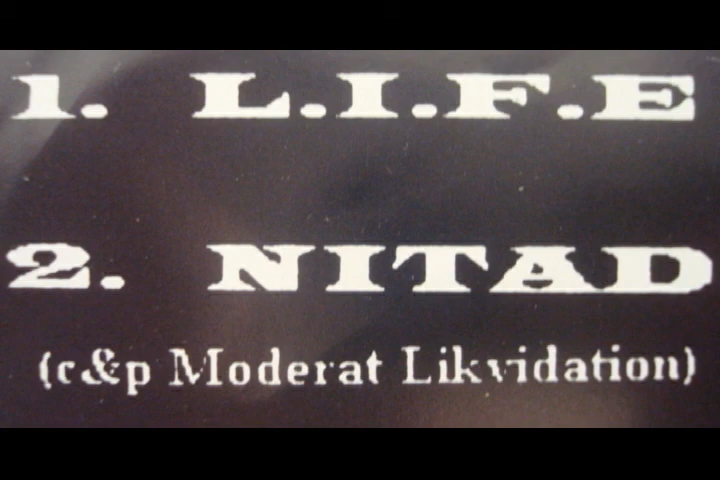 1. L.I.F.E
2. NITAD
(c&p Moderat Likvidation)